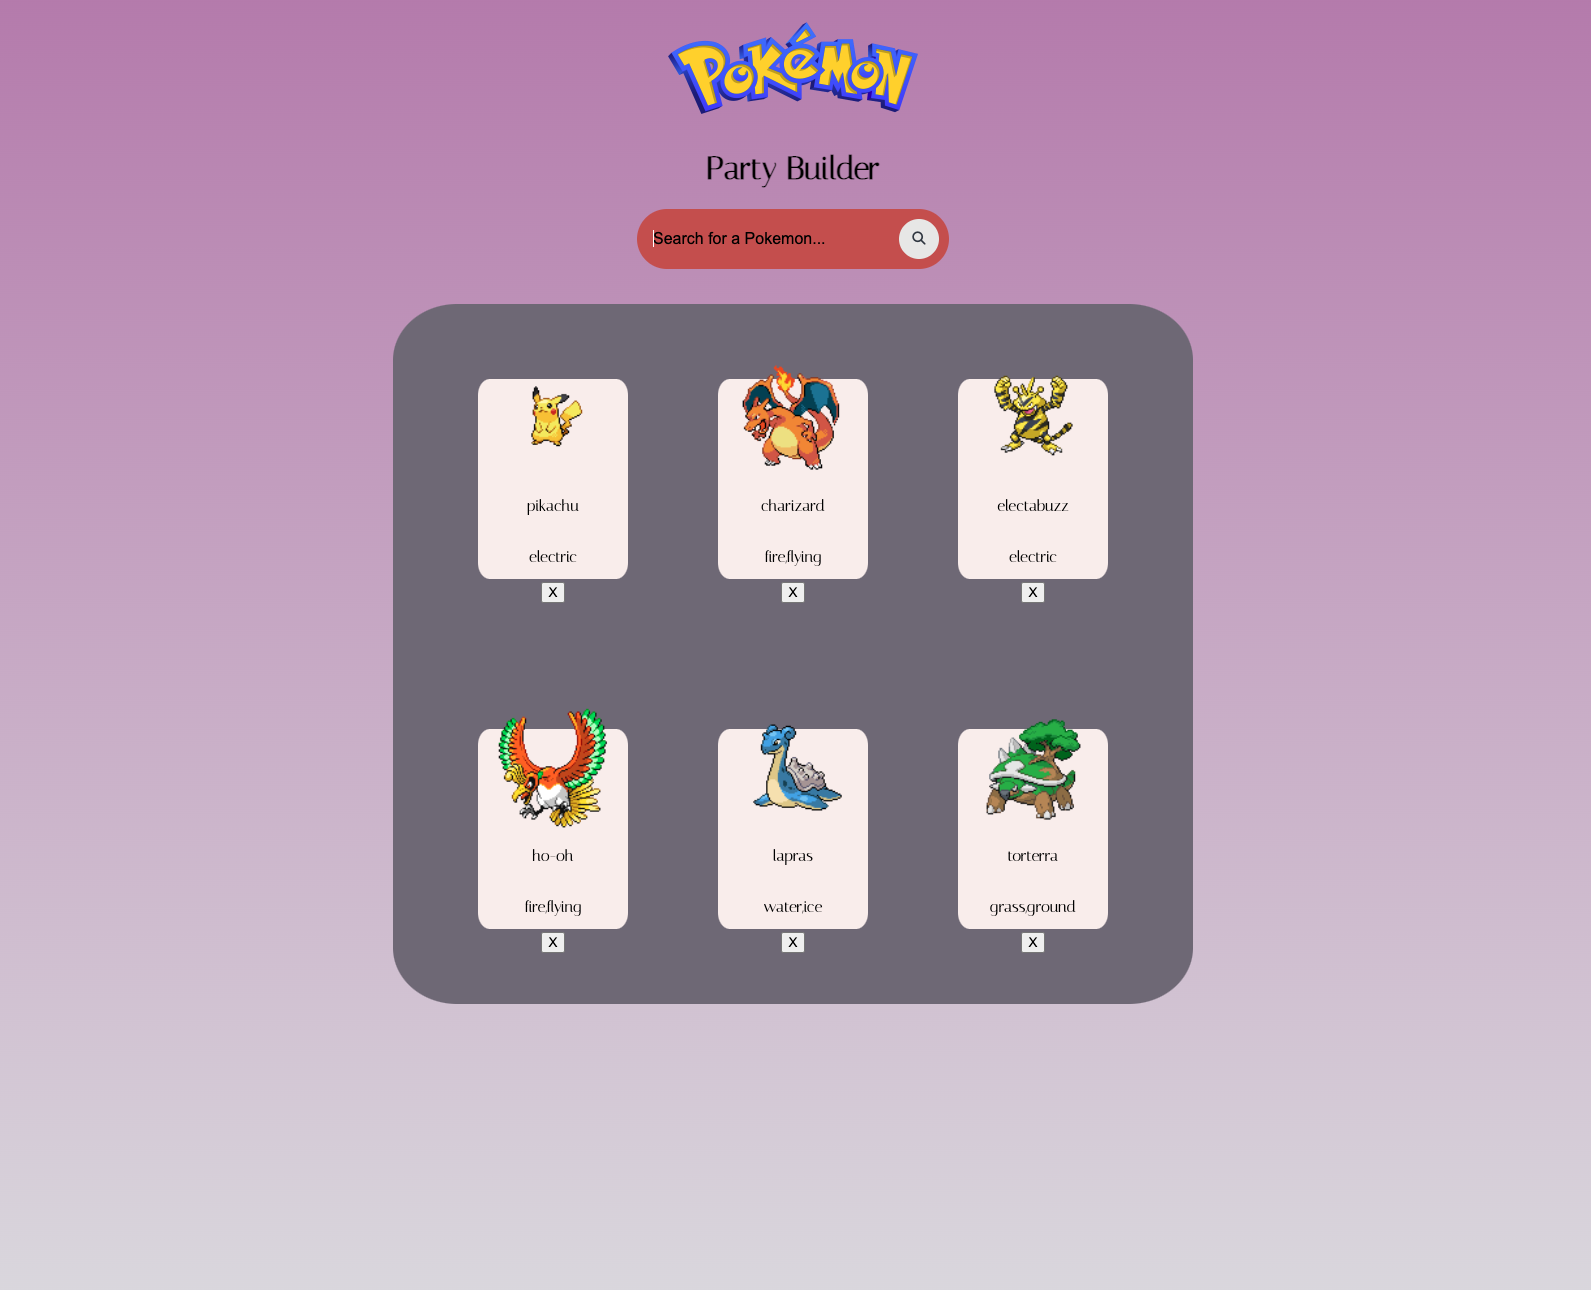 Pokémon
Party Builder
Search for a Pokemon...
pikachu
electric
X
charizard
fire,flying
X
electabuzz
electric
X
ho-oh
fire,flying
X
lapras
water,ice
X
torterra
grass,ground
X